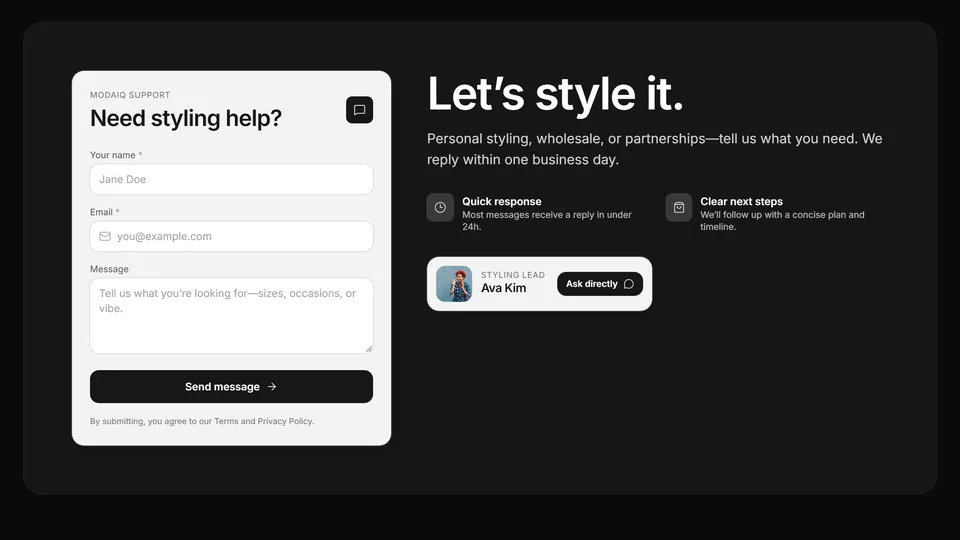 MODAIQ SUPPORT
Need styling help?
Your name *
Jane Doe
Email *
you@example.com
Message
Tell us what you’re looking for—sizes, occasions, or
vibe.
Send message
By submitting, you agree to our Terms and Privacy Policy.
Let’s style it.
Personal styling, wholesale, or partnerships—tell us what you need. We
reply within one business day.
Quick response
Most messages receive a reply in under
24h.
Clear next steps
We’ll follow up with a concise plan and
timeline.
STYLING LEAD
Ava Kim
Ask directly